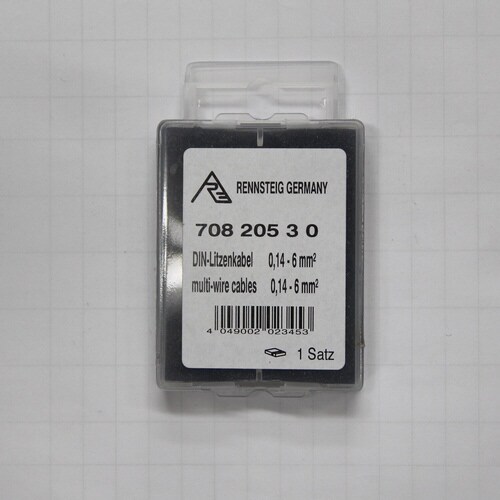 RE RENNSTEIG GERMANY
708 205 3 0
DIN-Litzenkabel 0,14 - 6 mm²
multi-wire cables 0,14 - 6 mm²
4 049002 023453
1 Satz